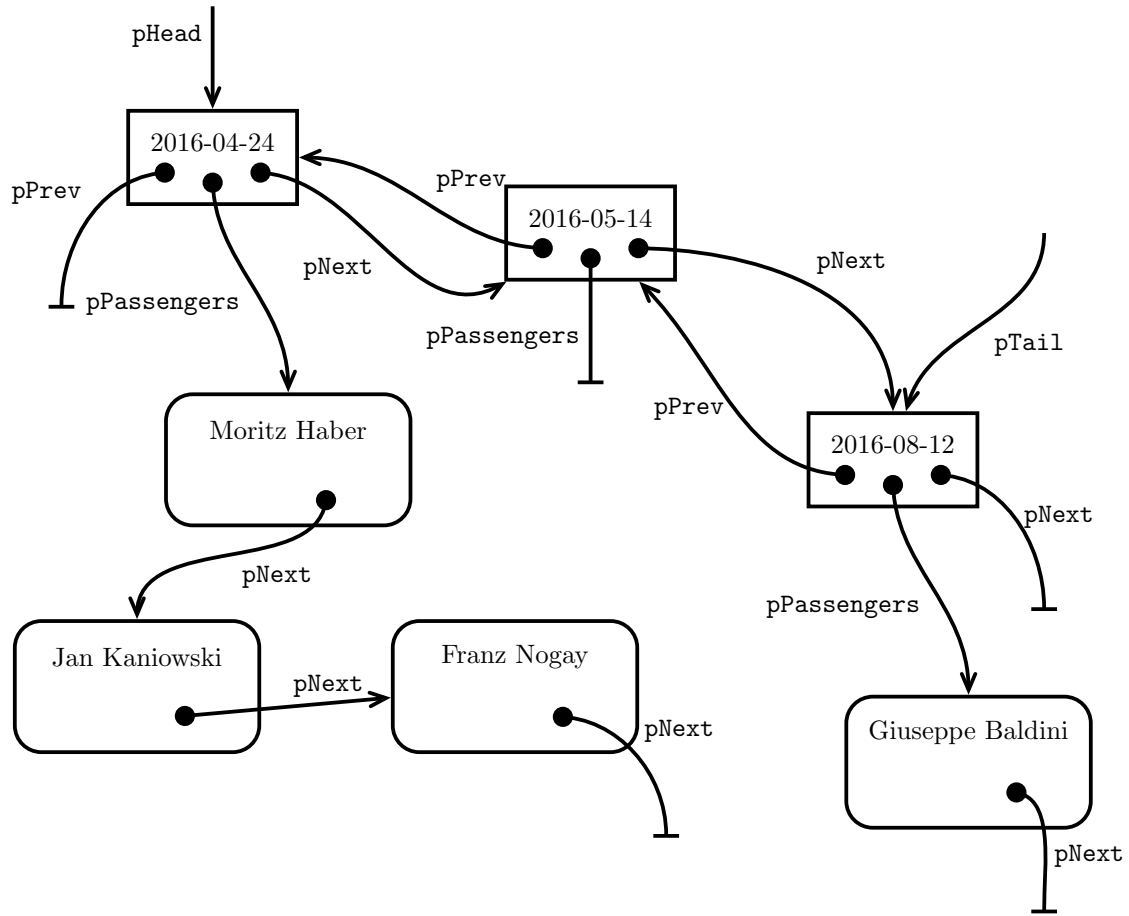 pHead
2016-04-24
pPrev
pPrev
2016-05-14
pNext
pNext
pPassengers
pPassengers
pTail
pPrev
Moritz Haber
2016-08-12
pNext
pNext
pPassengers
Jan Kaniowski
Franz Nogay
pNext
pNext
Giuseppe Baldini
pNext